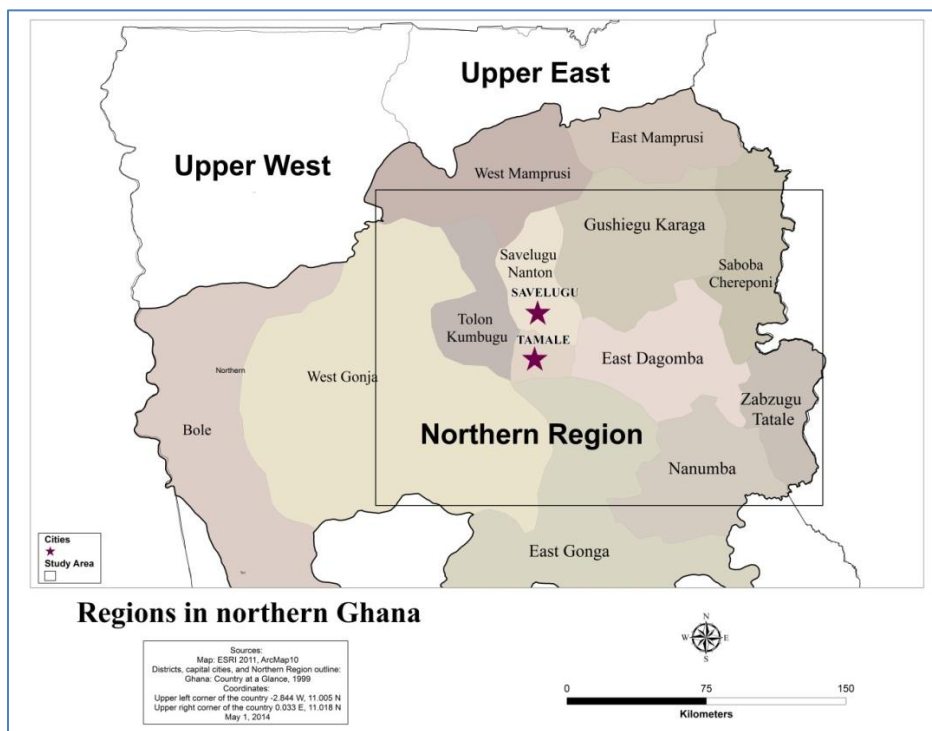 Upper East
Upper West
East Mamprusi
West Mamprusi
Gushiegu Karaga
Savelugu
Nanton
Saboba
Chereponi
SAVELUGU
Tolon
Kumbugu
TAMALE
East Dagomba
Northern
West Gonja
Zabzugu
Tatale
Bole
Northern Region
Nanumba
East Gonga
Cities
Study Area
Regions in northern Ghana
Sources:
Map: ESRI 2011, ArcMap10
Districts, capital cities, and Northern Region outline:
Ghana: Country at a Glance, 1999
Coordinates:
Upper left corner of the country -2.844 W, 11.005 N
Upper right corner of the country 0.033 E, 11.018 N
May 1, 2014
N
W E
S
0 75 150
Kilometers